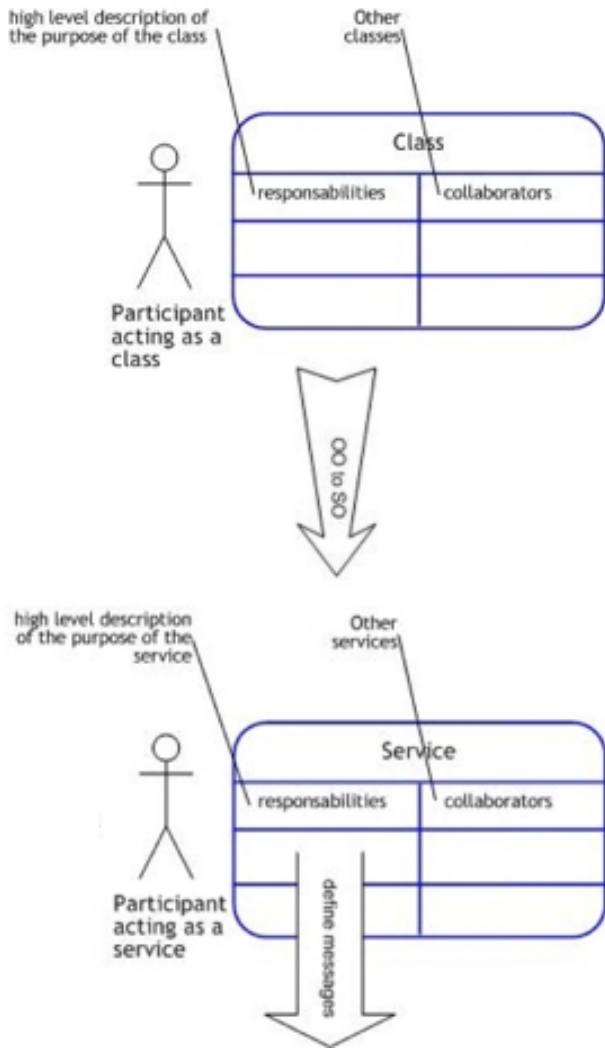 high level description of
the purpose of the class
Other
classes
Class
responsabilities
collaborators
Participant
acting as a
class
OO to SO
high level description
of the purpose of the
service
Other
services
Service
responsabilities
collaborators
Participant
acting as a
service
define messages